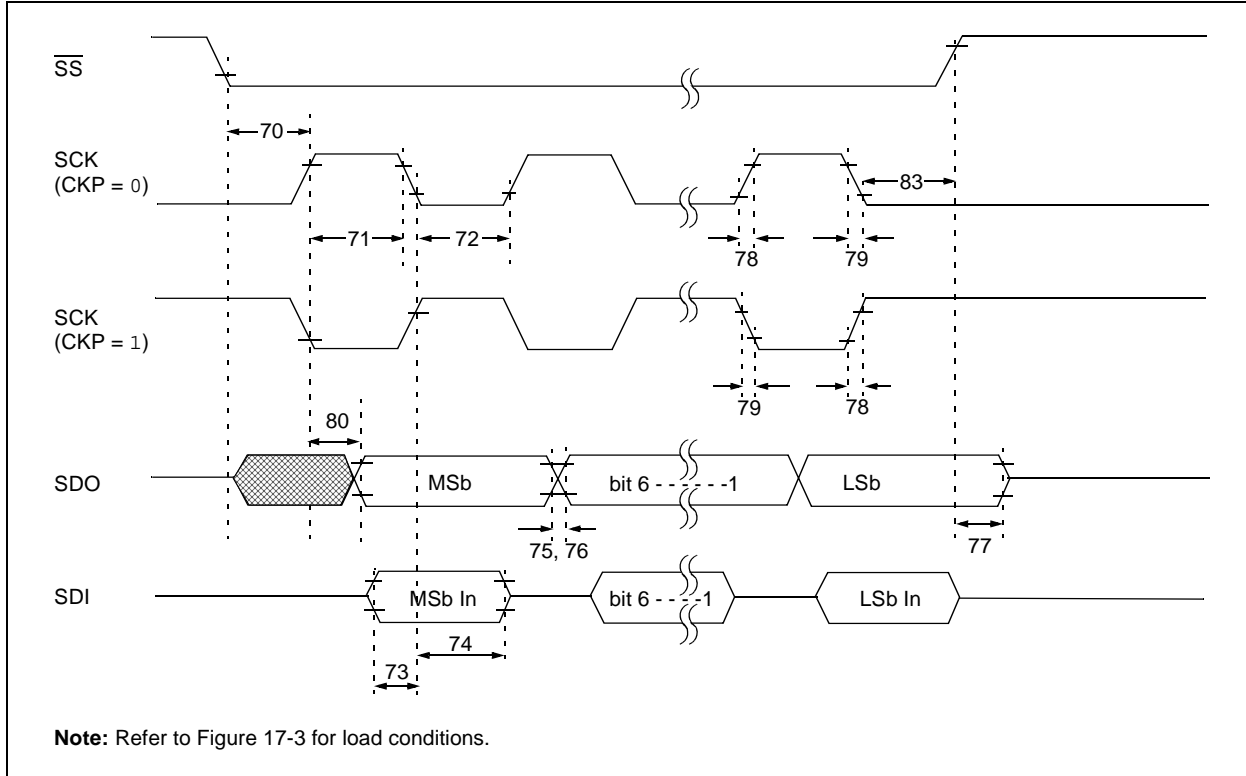 SS
70
SCK
(CKP = 0)
83
71
72
78
79
SCK
(CKP = 1)
79
78
80
SDO
MSb
bit 6 - - - - - -1
LSb
75, 76
77
SDI
MSb In
bit 6 - - - -1
LSb In
74
73
Note: Refer to Figure 17-3 for load conditions.